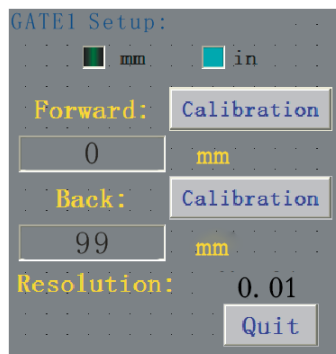 GATE1 Setup:
mm in
Forward: Calibration
0 mm
Back: Calibration
99 mm
Resolution: 0.01
Quit